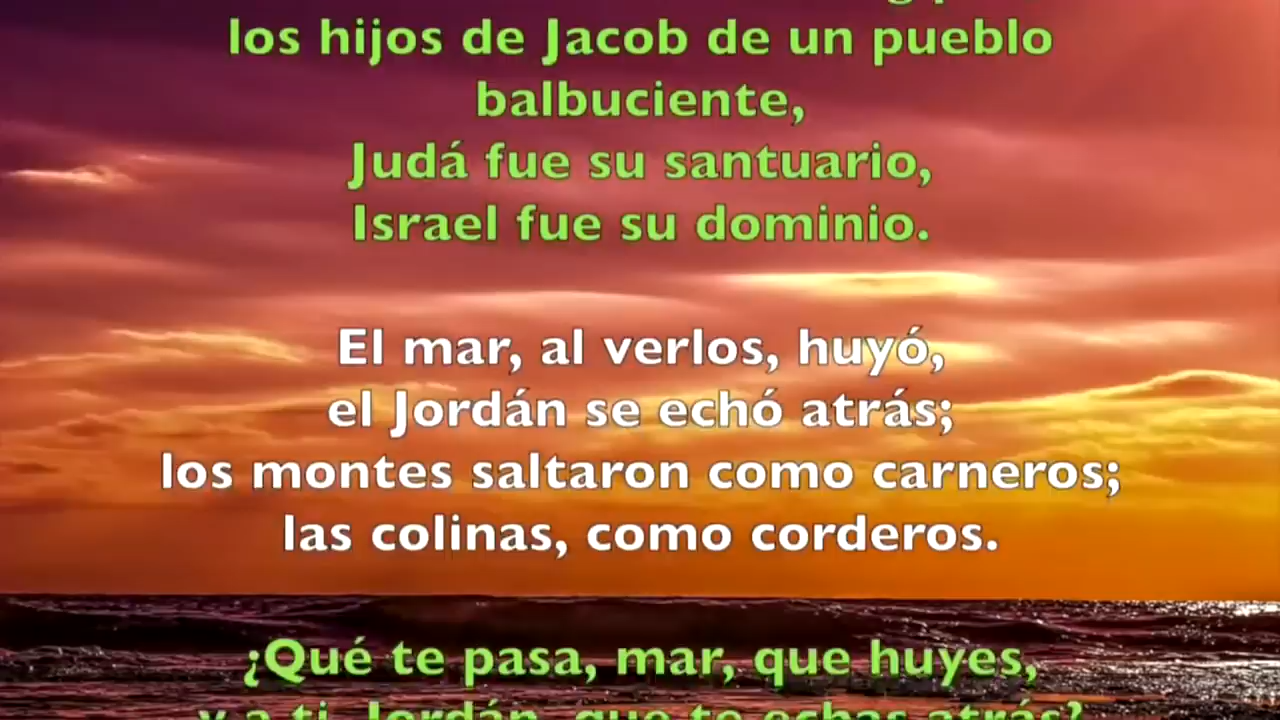 los hijos de Jacob de un pueblo
balbuciente,
Judá fue su santuario,
Israel fue su dominio.
El mar, al verlos, huyó,
el Jordán se echó atrás;
los montes saltaron como carneros;
las colinas, como corderos.
¿Qué te pasa, mar, que huyes,
y a ti, Jordán, que te echas atrás?